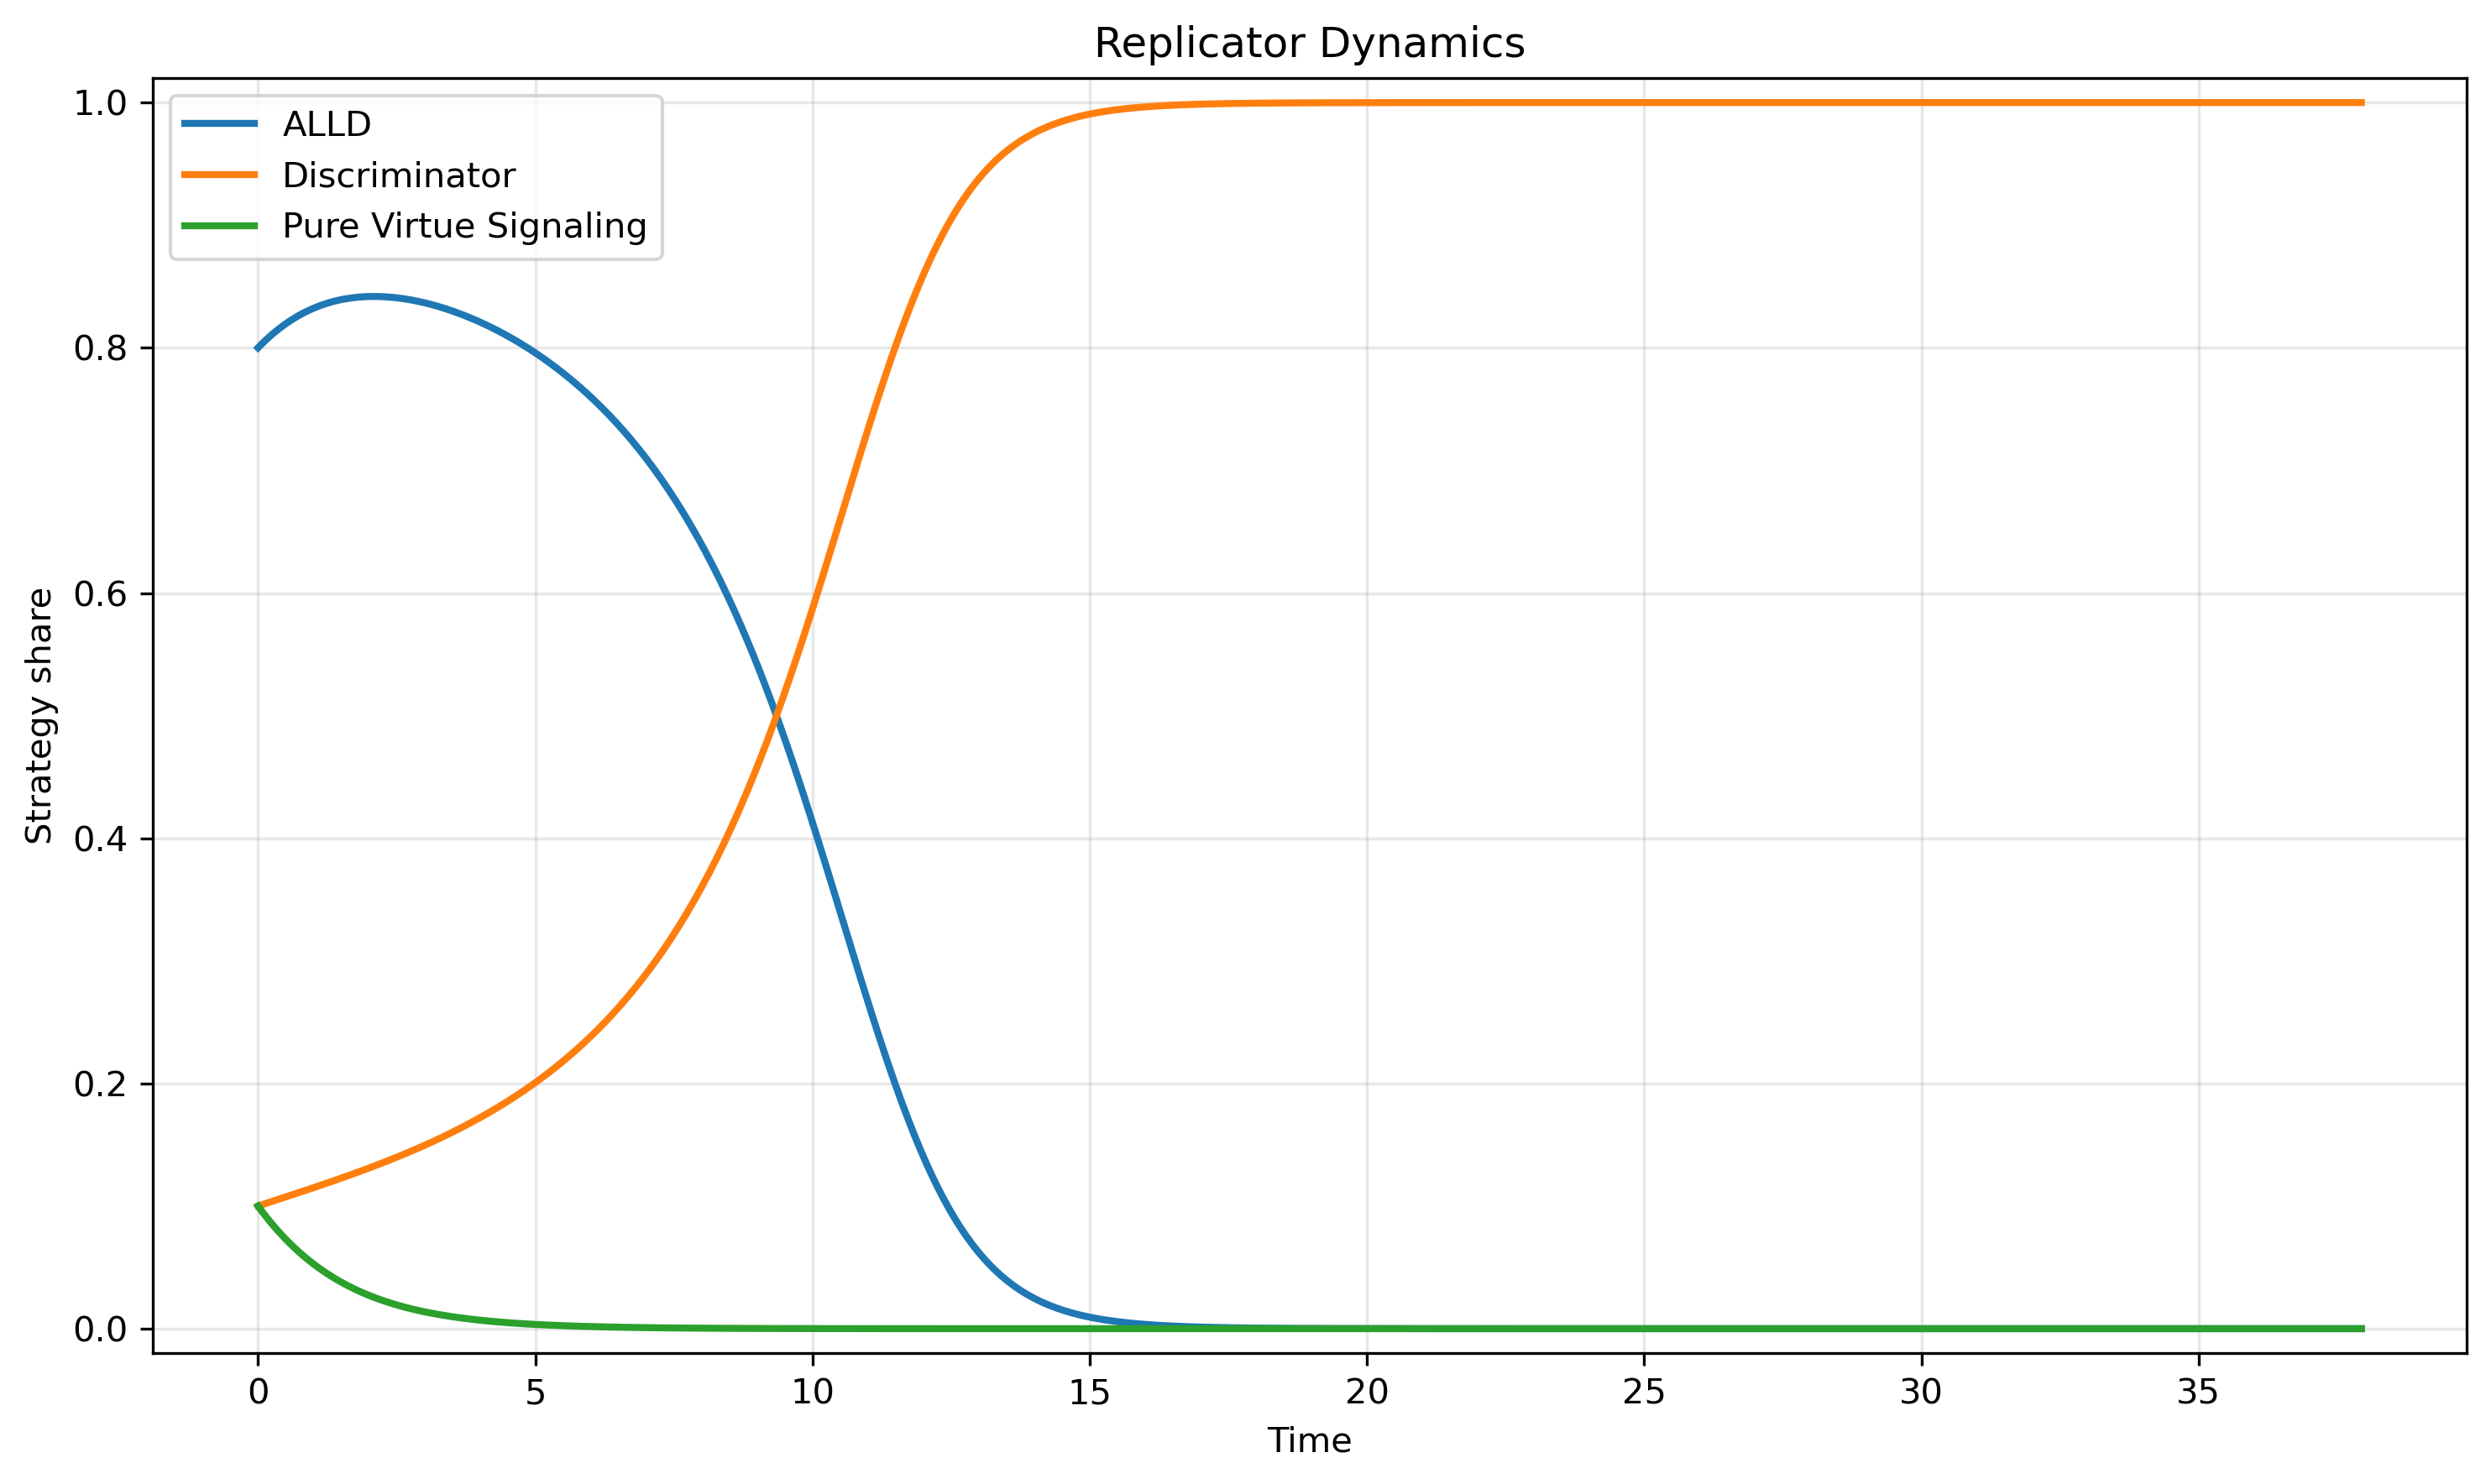 Replicator Dynamics
ALLD
Discriminator
Pure Virtue Signaling
Strategy share
1.0
0.8
0.6
0.4
0.2
0.0
0 5 10 15 20 25 30 35
Time